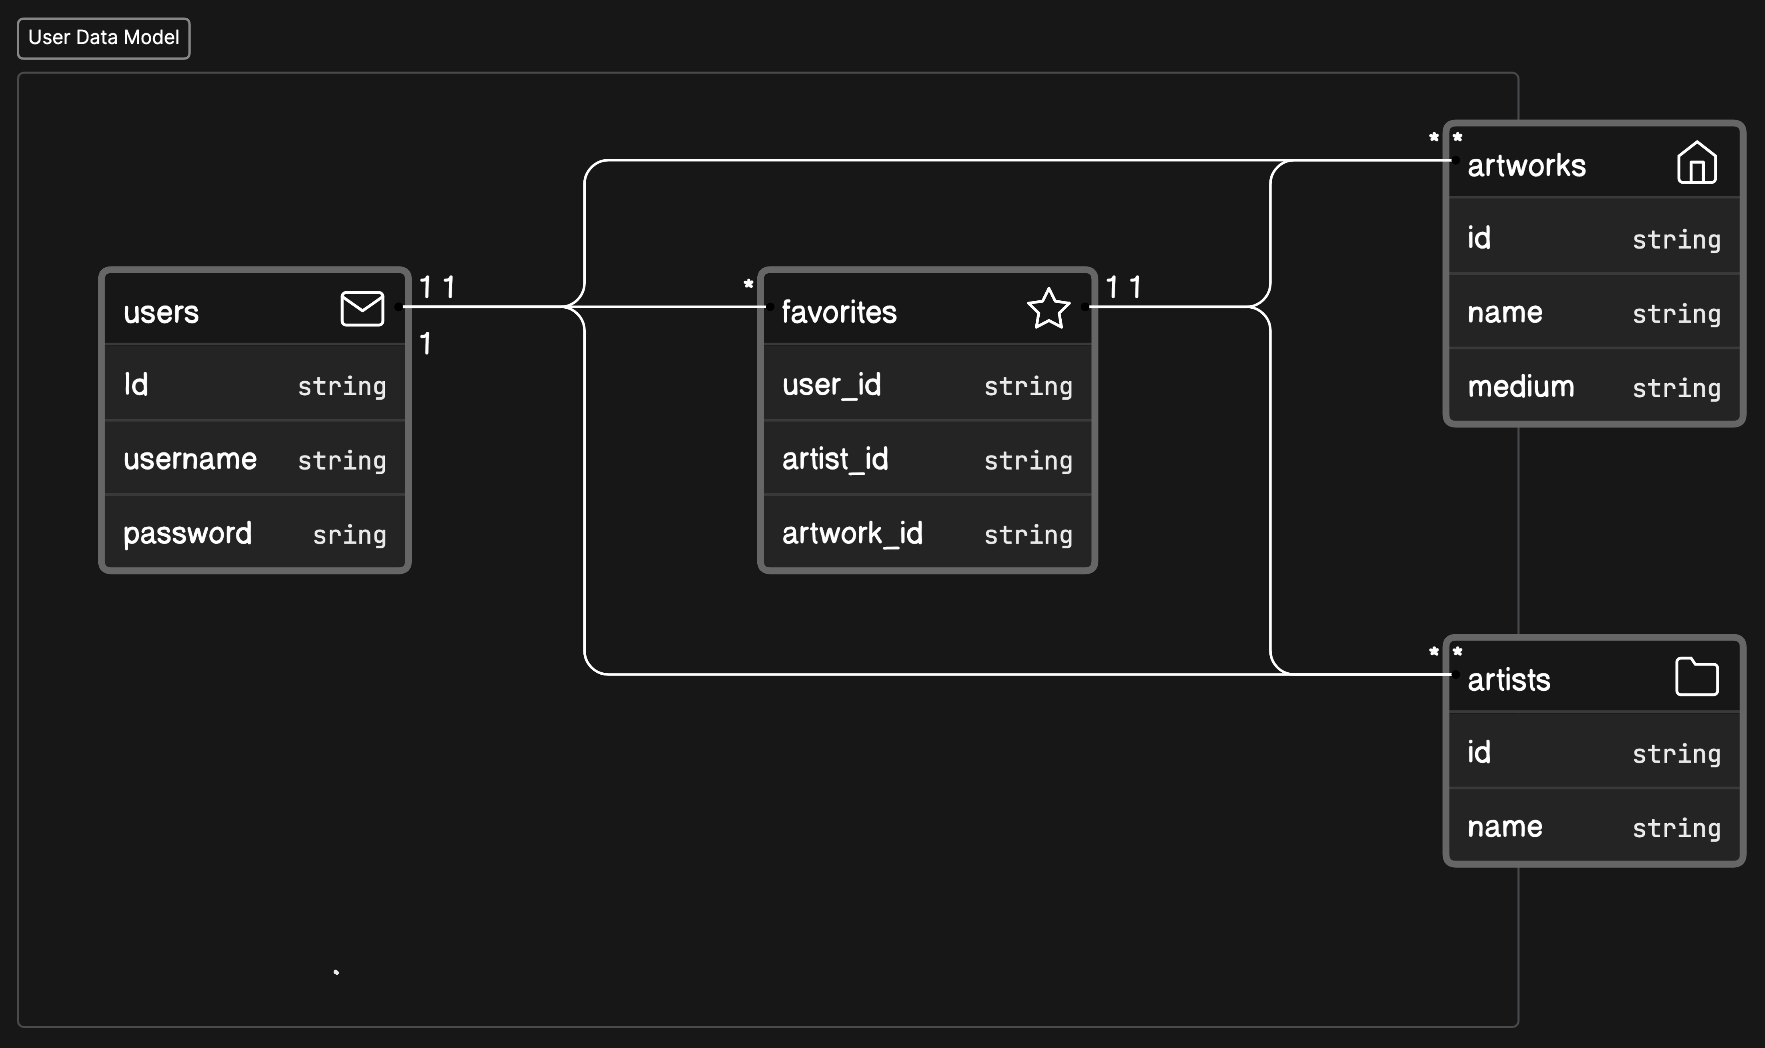 User Data Model
* *
artworks
id string
name string
medium string
1 1
*
1 1
users
favorites
1
Id string
user_id string
username string
artist_id string
password sring
artwork_id string
* *
artists
id string
name string